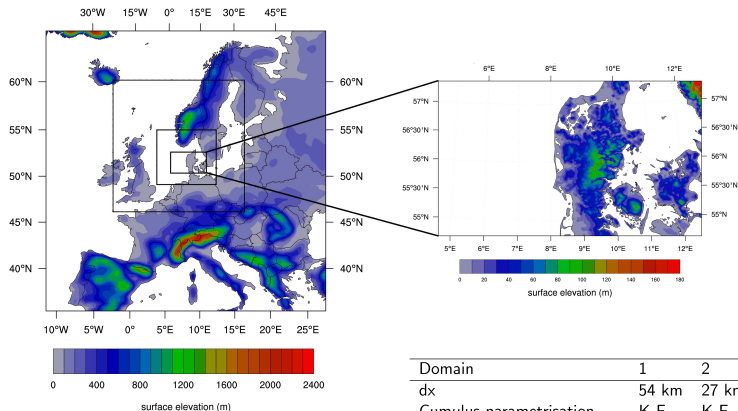 30°W 15°W 0° 15°E 30°E 45°E
60°N 60°N
55°N 55°N
50°N 50°N
45°N 45°N
40°N 40°N
10°W 5°W 0° 5°E 10°E 15°E 20°E 25°E
0 400 800 1200 1600 2000 2400
surface elevation (m)
6°E 8°E 10°E 12°E
57°N 57°N
56°30'N 56°30'N
56°N 56°N
55°30'N 55°30'N
55°N 55°N
5°E 6°E 7°E 8°E 9°E 10°E 11°E 12°E
0 20 40 60 80 100 120 140 160 180
surface elevation (m)
Domain 1 2
dx 54 km 27 km
Cumulus parametrisation K-F K-F